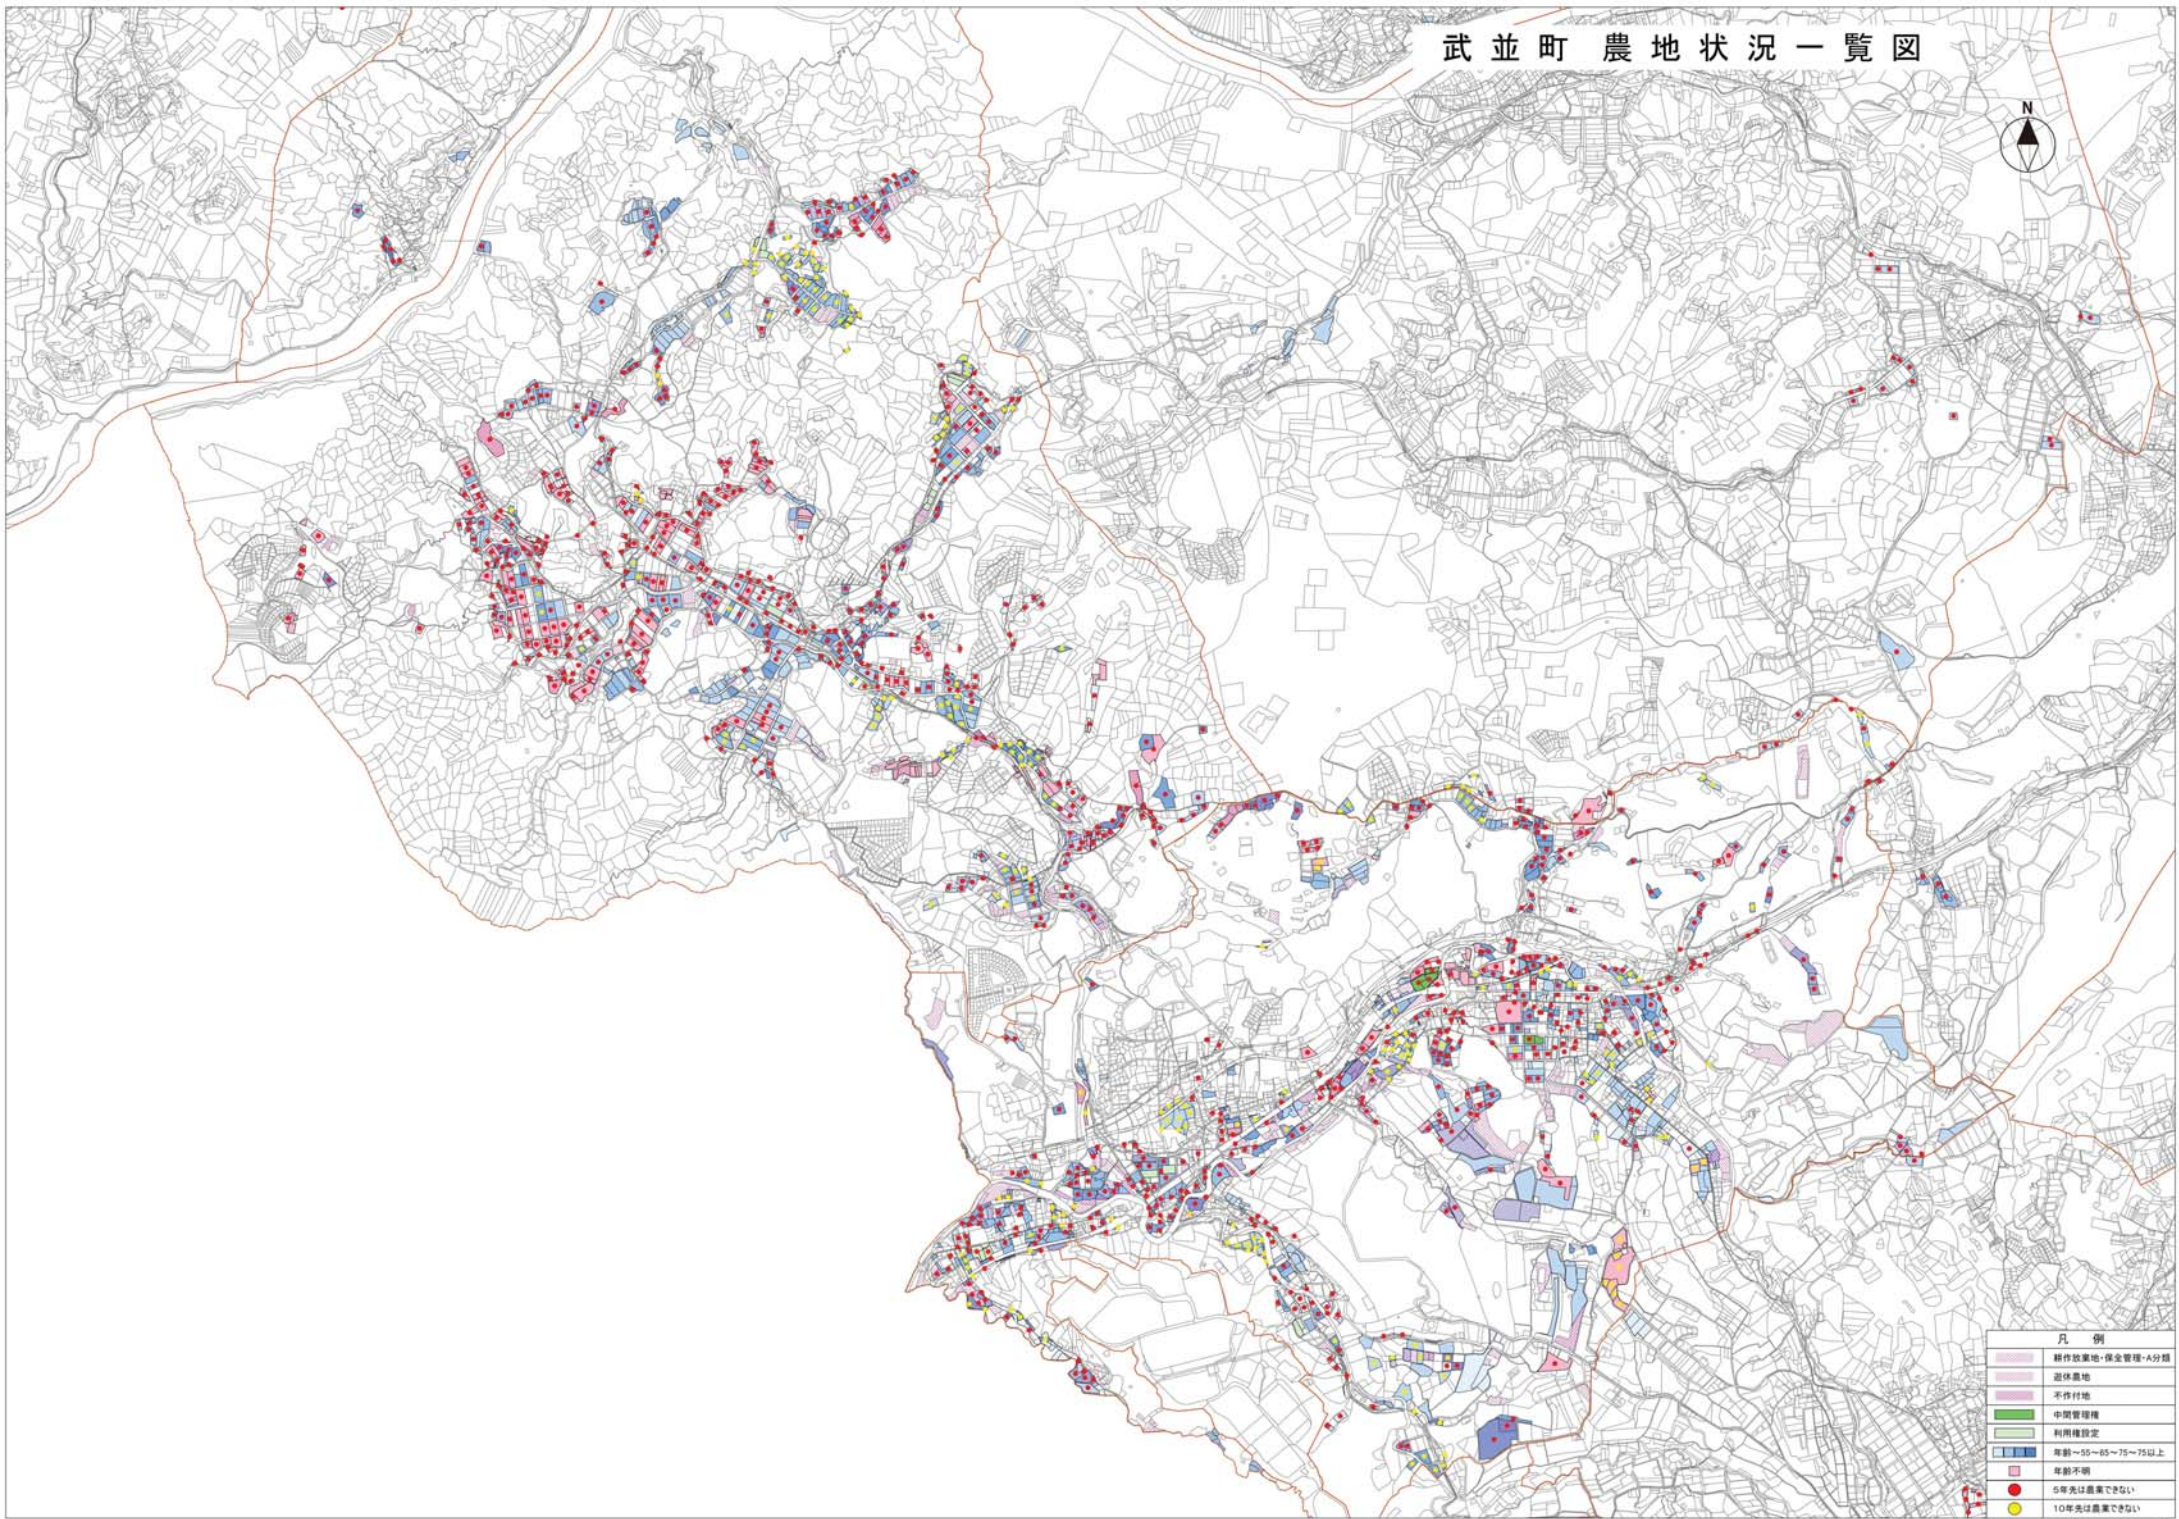 武並町 農地状況一覧図
N
凡 例
耕作放棄地・保全管理・A分類
遊休農地
不作付地
中間管理権
利用権設定
年齢～55～65～75～75以上
年齢不明
5年先は農業できない
10年先は農業できない